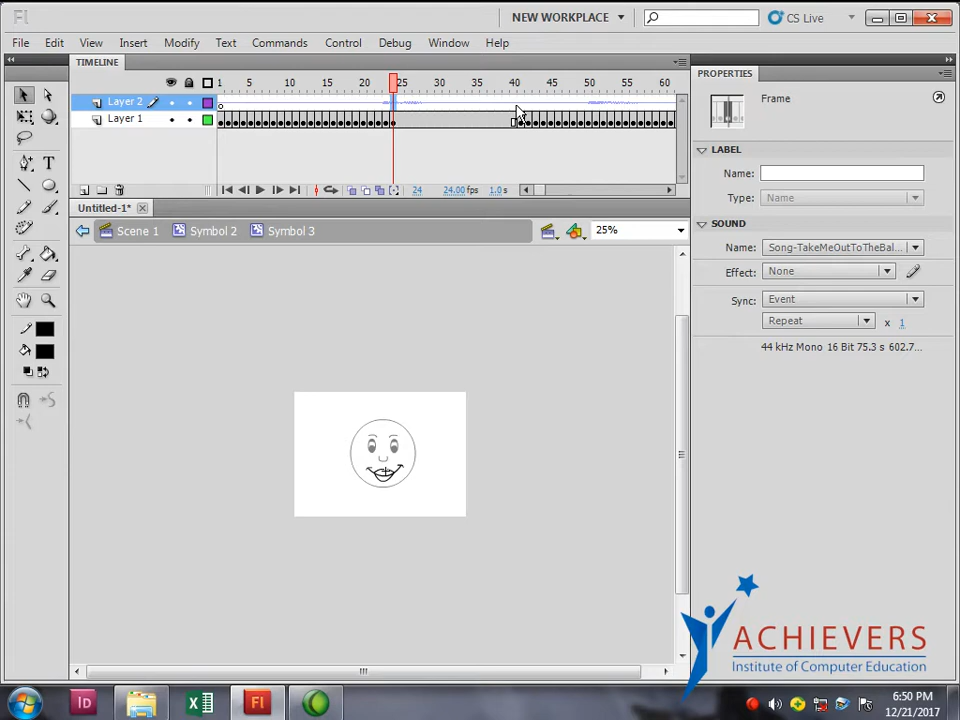 Fl
NEW WORKPLACE
CS Live
File Edit View Insert Modify Text Commands Control Debug Window Help
TIMELINE
1 5 10 15 20 25 30 35 40 45 50 55 60
Layer 2
Layer 1
24 24.00fps 1.0s
Untitled-1*
Scene 1 Symbol 2 Symbol 3 25%
PROPERTIES
Frame
LABEL
Name:
Type: Name
SOUND
Name: Song-TakeMeOutToTheBal...
Effect: None
Sync: Event
Repeat x 1
44 kHz Mono 16 Bit 75.3 s 602.7...
T
ACHIEVERS
Institute of Computer Education
Id
Fl
6:50 PM
12/21/2017